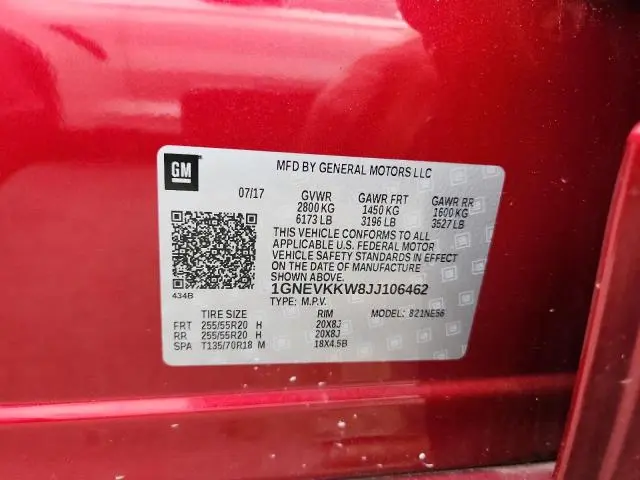 GM
MFD BY GENERAL MOTORS LLC
07/17 GVWR GAWR FRT GAWR RR
2800 KG 1450 KG 1600 KG
6173 LB 3196 LB 3527 LB
THIS VEHICLE CONFORMS TO ALL
APPLICABLE U.S. FEDERAL MOTOR
VEHICLE SAFETY STANDARDS IN EFFECT
ON THE DATE OF MANUFACTURE
SHOWN ABOVE.
434B
1GNEVKKW8JJ106462
TYPE: M.P.V. MODEL: 821NE56
TIRE SIZE RIM
FRT 255/55R20 H 20X8J
RR 255/55R20 H 20X8J
SPA T135/70R18 M 18X4.5B